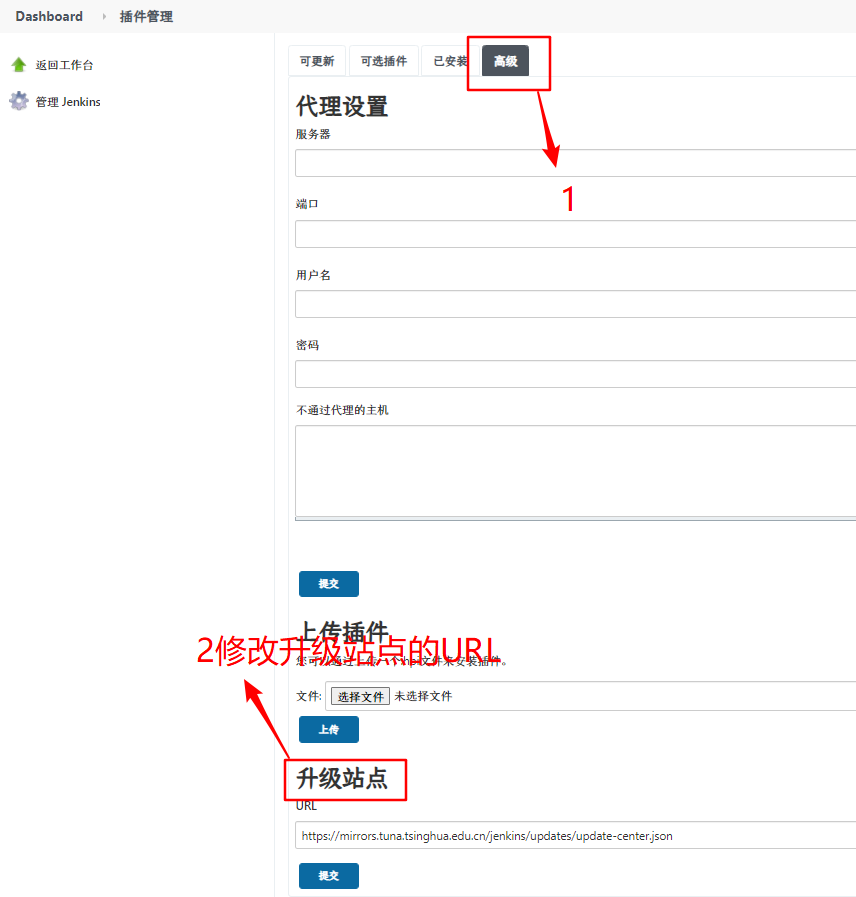 Dashboard 插件管理
返回工作台
管理 Jenkins
可更新 可选插件 已安装 高级
代理设置
服务器
1
端口
用户名
密码
不通过代理的主机
提交
上传插件
2修改升级站点的URL
您可以通过上传一个.hpi文件来安装插件。
文件: 选择文件 未选择文件
上传
升级站点
URL
https://mirrors.tuna.tsinghua.edu.cn/jenkins/updates/update-center.json
提交